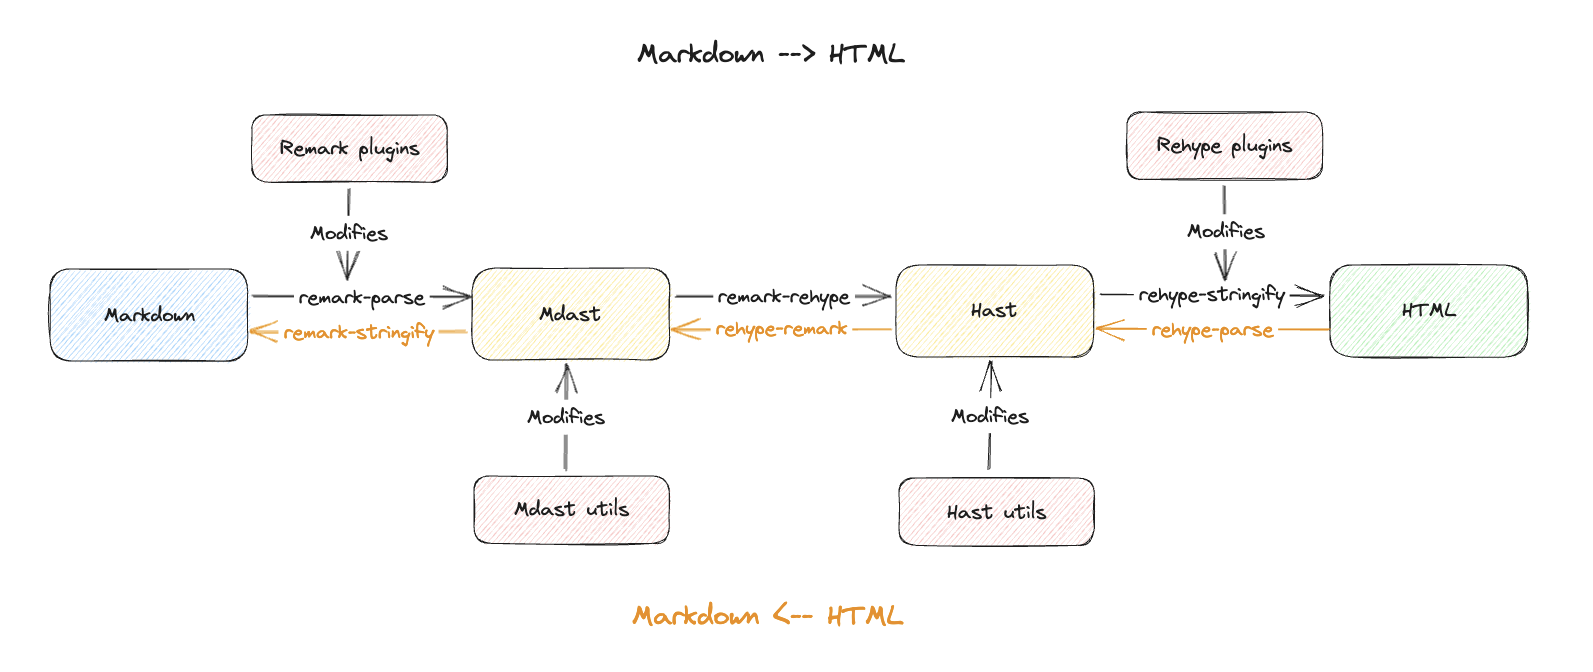 Markdown --> HTML
Remark plugins
Rehype plugins
Modifies
Modifies
Markdown
remark-parse
remark-stringify
Mdast
remark-rehype
rehype-remark
Hast
rehype-stringify
rehype-parse
HTML
Modifies
Modifies
Mdast utils
Hast utils
Markdown <-- HTML